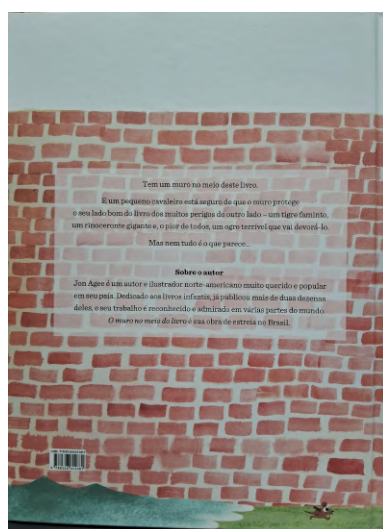 Tem um muro no meio deste livro.
E um pequeno cavaleiro está seguro de que o muro protege
o seu lado bom do livro dos muitos perigos do outro lado – um tigre faminto,
um rinoceronte gigante e, o pior de todos, um ogro terrível que vai devorá-lo.
Mas nem tudo é o que parece...
Sobre o autor
Jon Agee é um autor e ilustrador norte-americano muito querido e popular
em seu país. Dedicado aos livros infantis, já publicou mais de duas dezenas
deles, e seu trabalho é reconhecido e admirado em várias partes do mundo.
O muro no meio do livro é sua obra de estreia no Brasil.